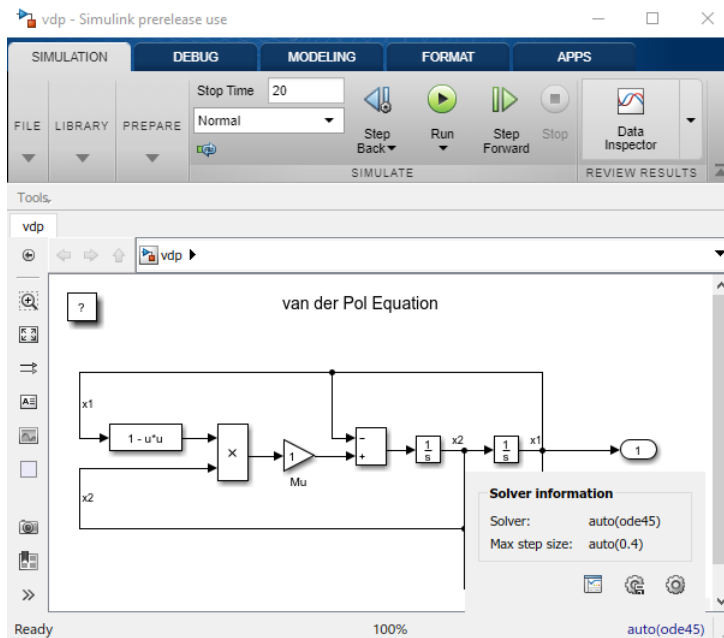 vdp - Simulink prerelease use
SIMULATION DEBUG MODELING FORMAT APPS
FILE LIBRARY PREPARE
Stop Time 20
Normal
Step Back
Run
Step Forward
Stop
SIMULATE
Data Inspector
REVIEW RESULTS
Tools
vdp
vdp
?
van der Pol Equation
x1
1 - u*u
×
1
Mu
-
+
1
s
x2
1
s
x1
1
x2
Solver information
Solver: auto(ode45)
Max step size: auto(0.4)
Ready 100% auto(ode45)